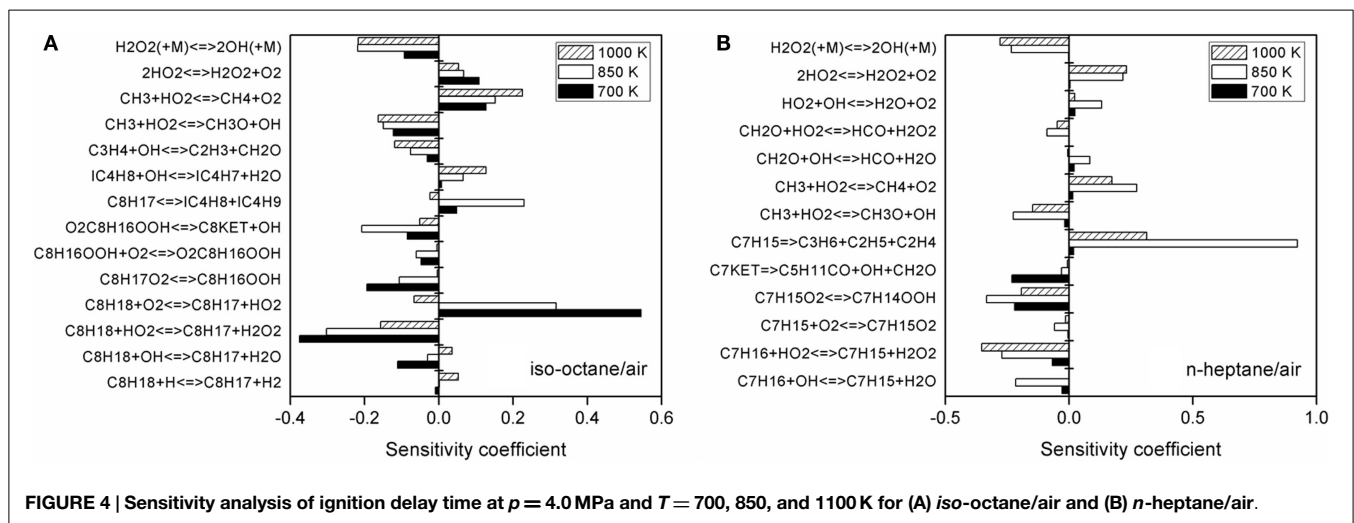 A
H2O2(+M)<=>2OH(+M)
2HO2<=>H2O2+O2
CH3+HO2<=>CH4+O2
CH3+HO2<=>CH3O+OH
C3H4+OH<=>C2H3+CH2O
IC4H8+OH<=>IC4H7+H2O
C8H17<=>IC4H8+IC4H9
O2C8H16OOH<=>C8KET+OH
C8H16OOH+O2<=>O2C8H16OOH
C8H17O2<=>C8H16OOH
C8H18+O2<=>C8H17+HO2
C8H18+HO2<=>C8H17+H2O2
C8H18+OH<=>C8H17+H2O
C8H18+H<=>C8H17+H2
1000 K
850 K
700 K
iso-octane/air
-0.4 -0.2 0.0 0.2 0.4 0.6
Sensitivity coefficient
B
H2O2(+M)<=>2OH(+M)
2HO2<=>H2O2+O2
HO2+OH<=>H2O+O2
CH2O+HO2<=>HCO+H2O2
CH2O+OH<=>HCO+H2O
CH3+HO2<=>CH4+O2
CH3+HO2<=>CH3O+OH
C7H15=>C3H6+C2H5+C2H4
C7KET=>C5H11CO+OH+CH2O
C7H15O2<=>C7H14OOH
C7H15+O2<=>C7H15O2
C7H16+HO2<=>C7H15+H2O2
C7H16+OH<=>C7H15+H2O
1000 K
850 K
700 K
n-heptane/air
-0.5 0.0 0.5 1.0
Sensitivity coefficient
FIGURE 4 | Sensitivity analysis of ignition delay time at p = 4.0 MPa and T = 700, 850, and 1100 K for (A) iso-octane/air and (B) n-heptane/air.